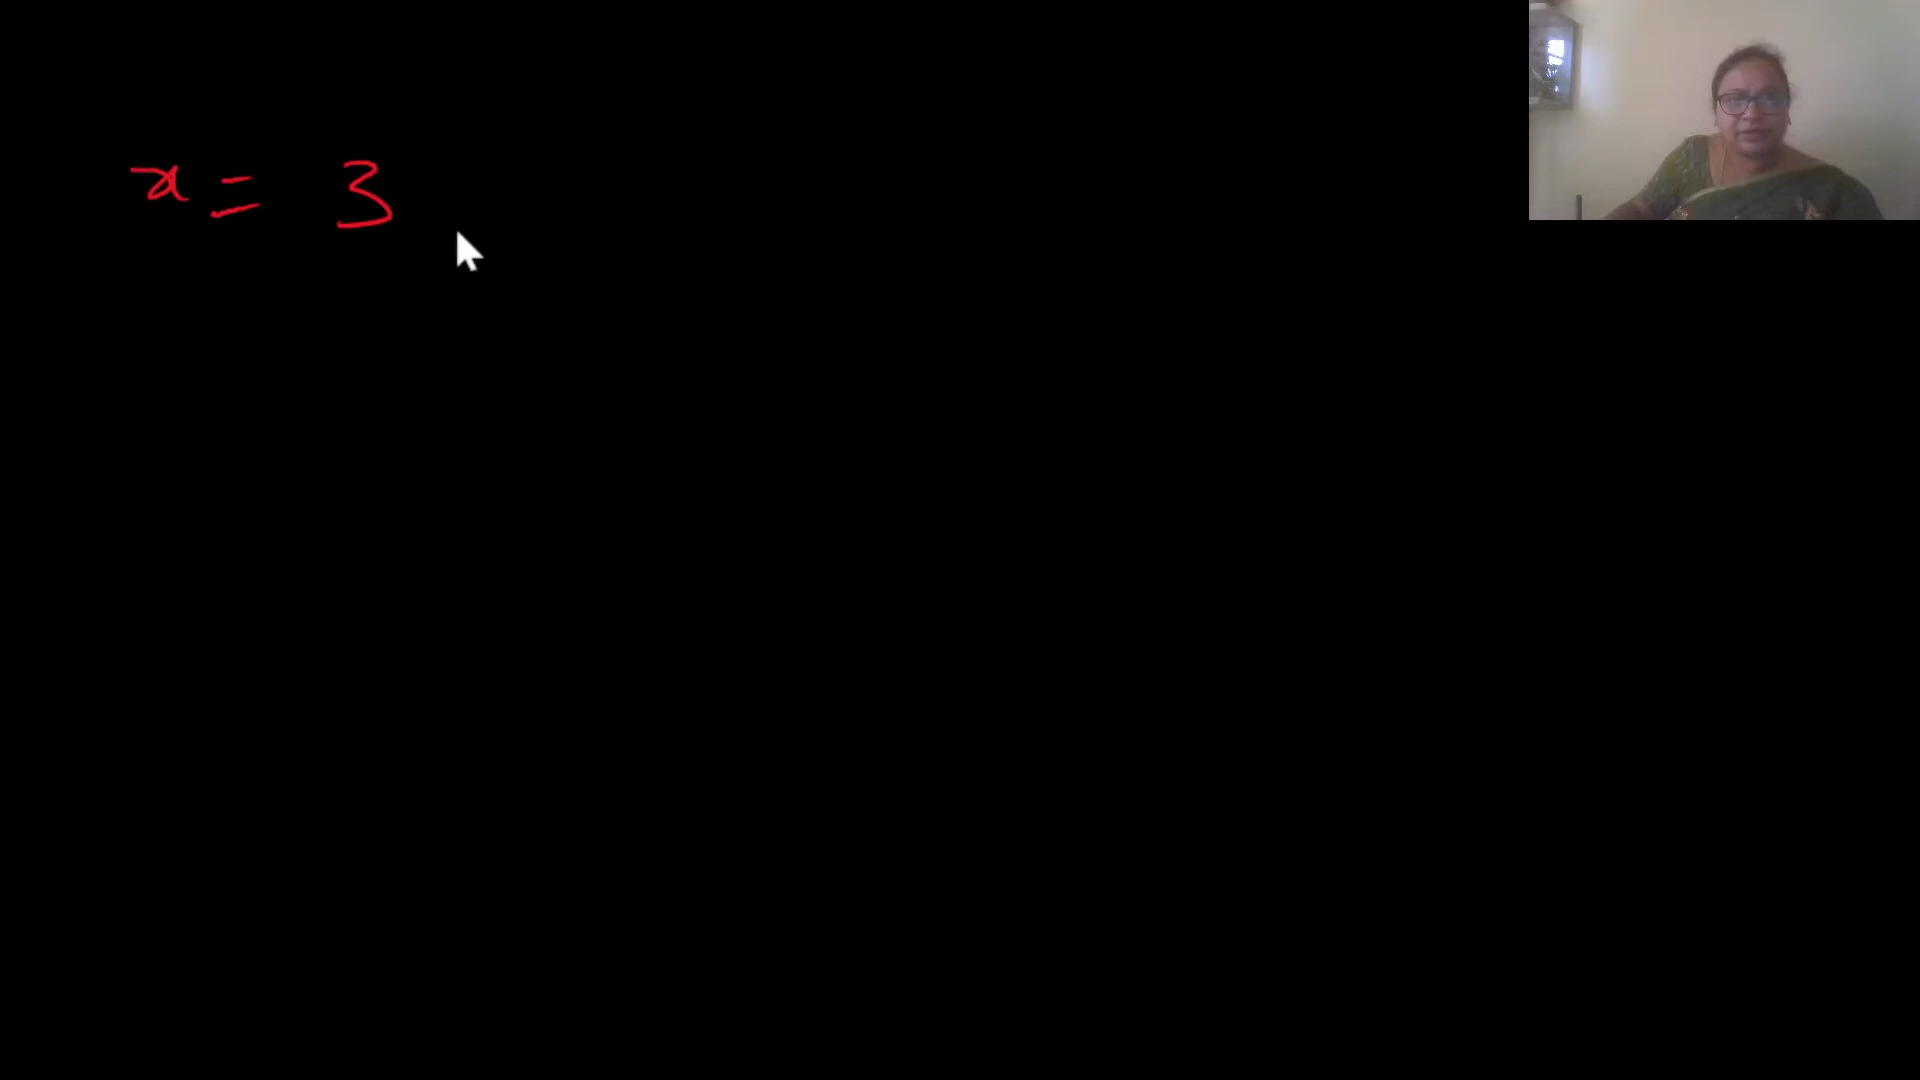 x = 3